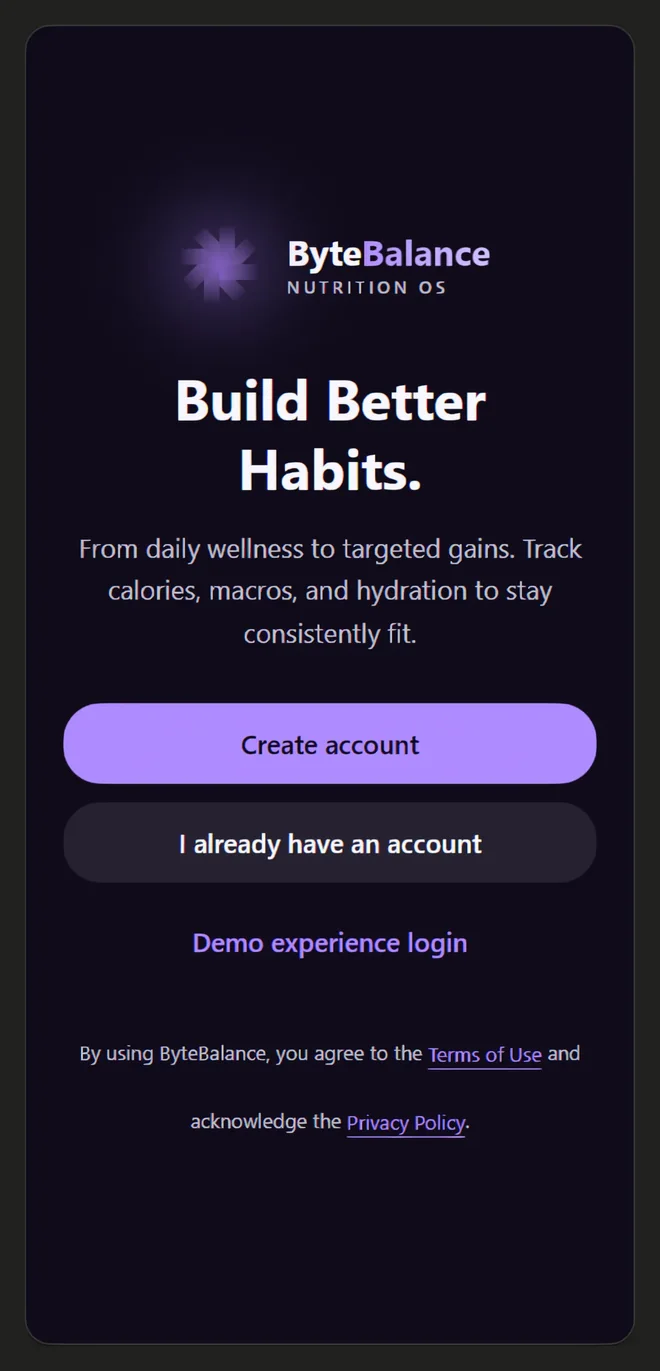 ByteBalance
NUTRITION OS
Build Better
Habits.
From daily wellness to targeted gains. Track
calories, macros, and hydration to stay
consistently fit.
Create account
I already have an account
Demo experience login
By using ByteBalance, you agree to the Terms of Use and
acknowledge the Privacy Policy.